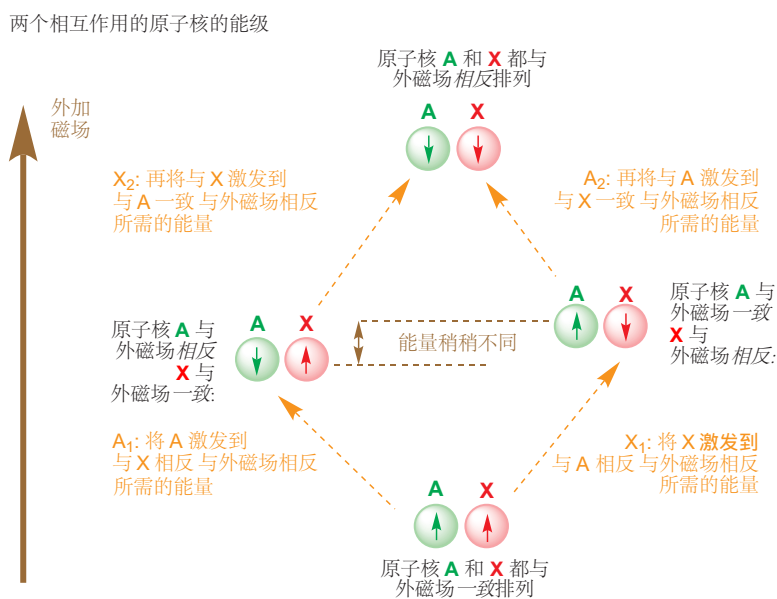 两个相互作用的原子核的能级
原子核 A 和 X 都与
外磁场相反排列
外加
磁场
A X
X₂: 再将与 X 激发到
与 A 一致 与外磁场相反
所需的能量
A₂: 再将与 A 激发到
与 X 一致 与外磁场相反
所需的能量
原子核 A 与
外磁场相反
X 与
外磁场一致:
A X
能量稍稍不同
A X
原子核 A 与
外磁场一致
X 与
外磁场相反:
A₁: 将 A 激发到
与 X 相反 与外磁场相反
所需的能量
X₁: 将 X 激发到
与 A 相反 与外磁场相反
所需的能量
A X
原子核 A 和 X 都与
外磁场一致排列